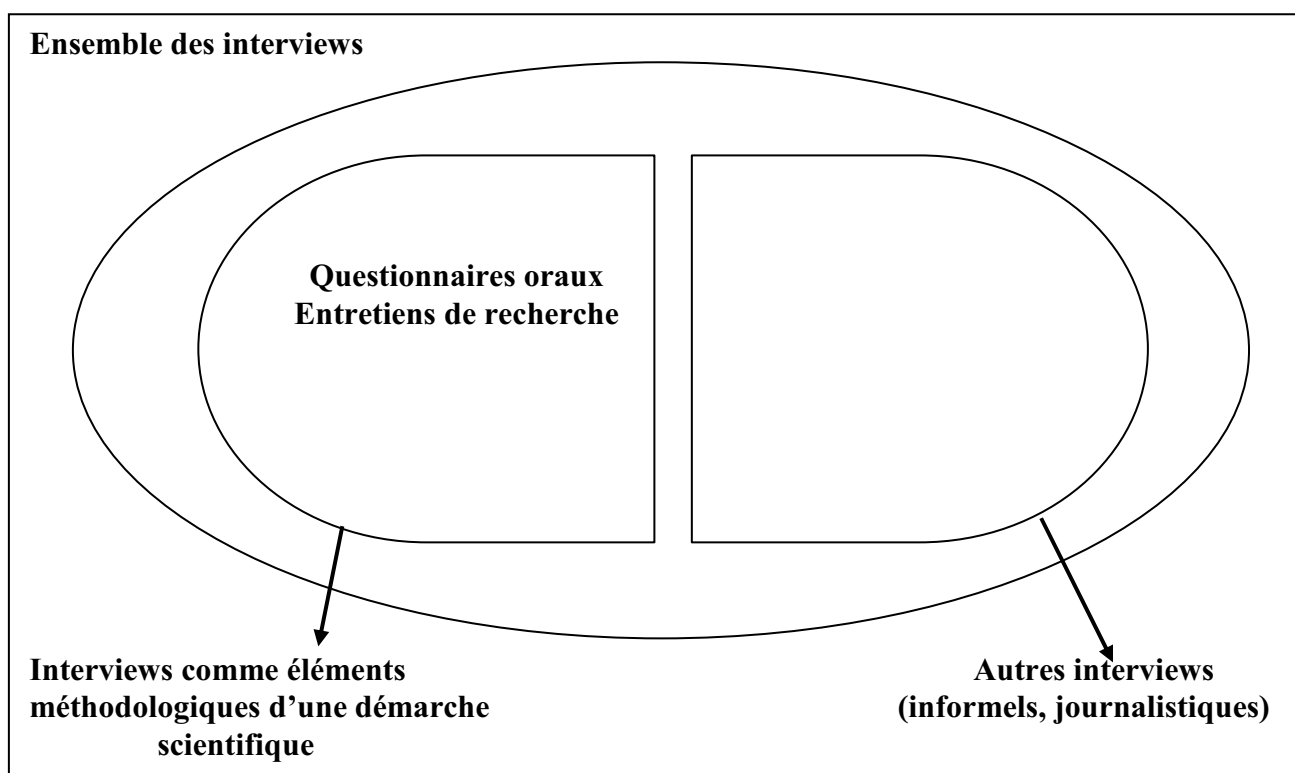 Ensemble des interviews
Questionnaires oraux
Entretiens de recherche
Interviews comme éléments
méthodologiques d’une démarche
scientifique
Autres interviews
(informels, journalistiques)